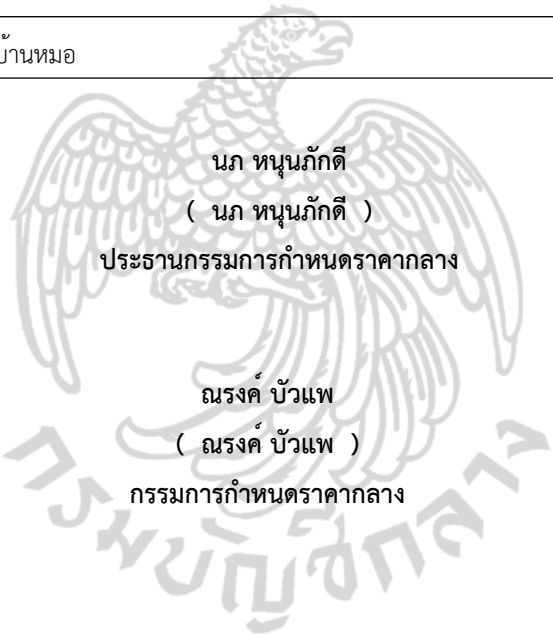 บ้านหมอ
นภ หนุนภักดี
( นภ หนุนภักดี )
ประธานกรรมการกำหนดราคากลาง
ณรงค์ บัวแพ
( ณรงค์ บัวแพ )
กรรมการกำหนดราคากลาง
กรมบัญชีกลาง